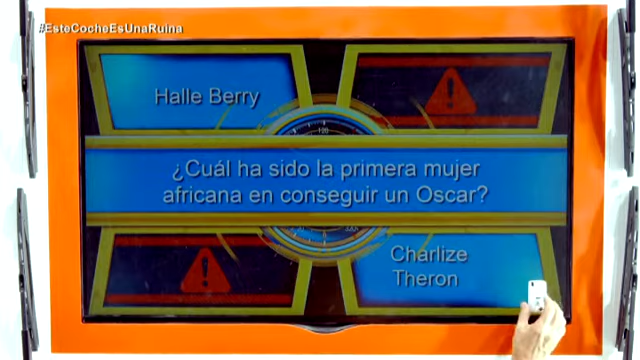 #EsteCocheEsUnaRuina
Halle Berry
¿Cuál ha sido la primera mujer
africana en conseguir un Oscar?
Charlize
Theron